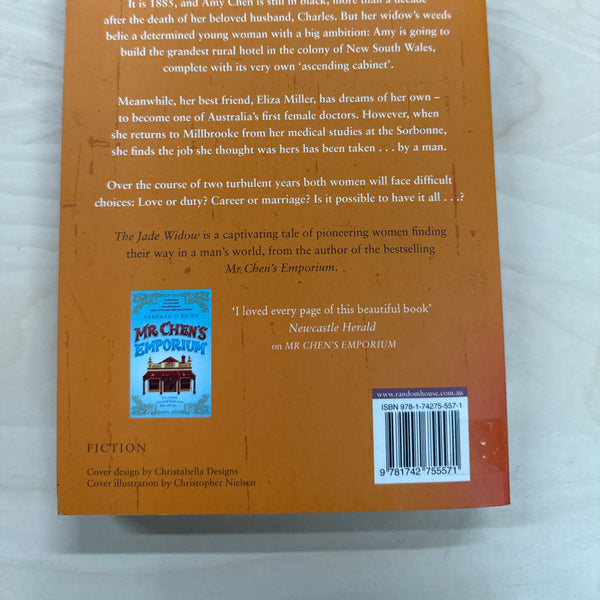 It is 1885, and Amy Chen is still in black, more than a decade
after the death of her beloved husband, Charles. But her widow's weeds
belie a determined young woman with a big ambition: Amy is going to
build the grandest rural hotel in the colony of New South Wales,
complete with its very own 'ascending cabinet'.
Meanwhile, her best friend, Eliza Miller, has dreams of her own –
to become one of Australia's first female doctors. However, when
she returns to Millbrooke from her medical studies at the Sorbonne,
she finds the job she thought was hers has been taken . . . by a man.
Over the course of two turbulent years both women will face difficult
choices: Love or duty? Career or marriage? Is it possible to have it all . . .?
The Jade Widow is a captivating tale of pioneering women finding
their way in a man's world, from the author of the bestselling
Mr Chen's Emporium.
DEBORAH O'BRIEN
MR CHEN'S
EMPORIUM
'I loved every page of this beautiful book'
Newcastle Herald
on MR CHEN'S EMPORIUM
www.randomhouse.com.au
ISBN 978-1-74275-557-1
9 781742 755571
FICTION
Cover design by Christabella Designs
Cover illustration by Christopher Nielsen